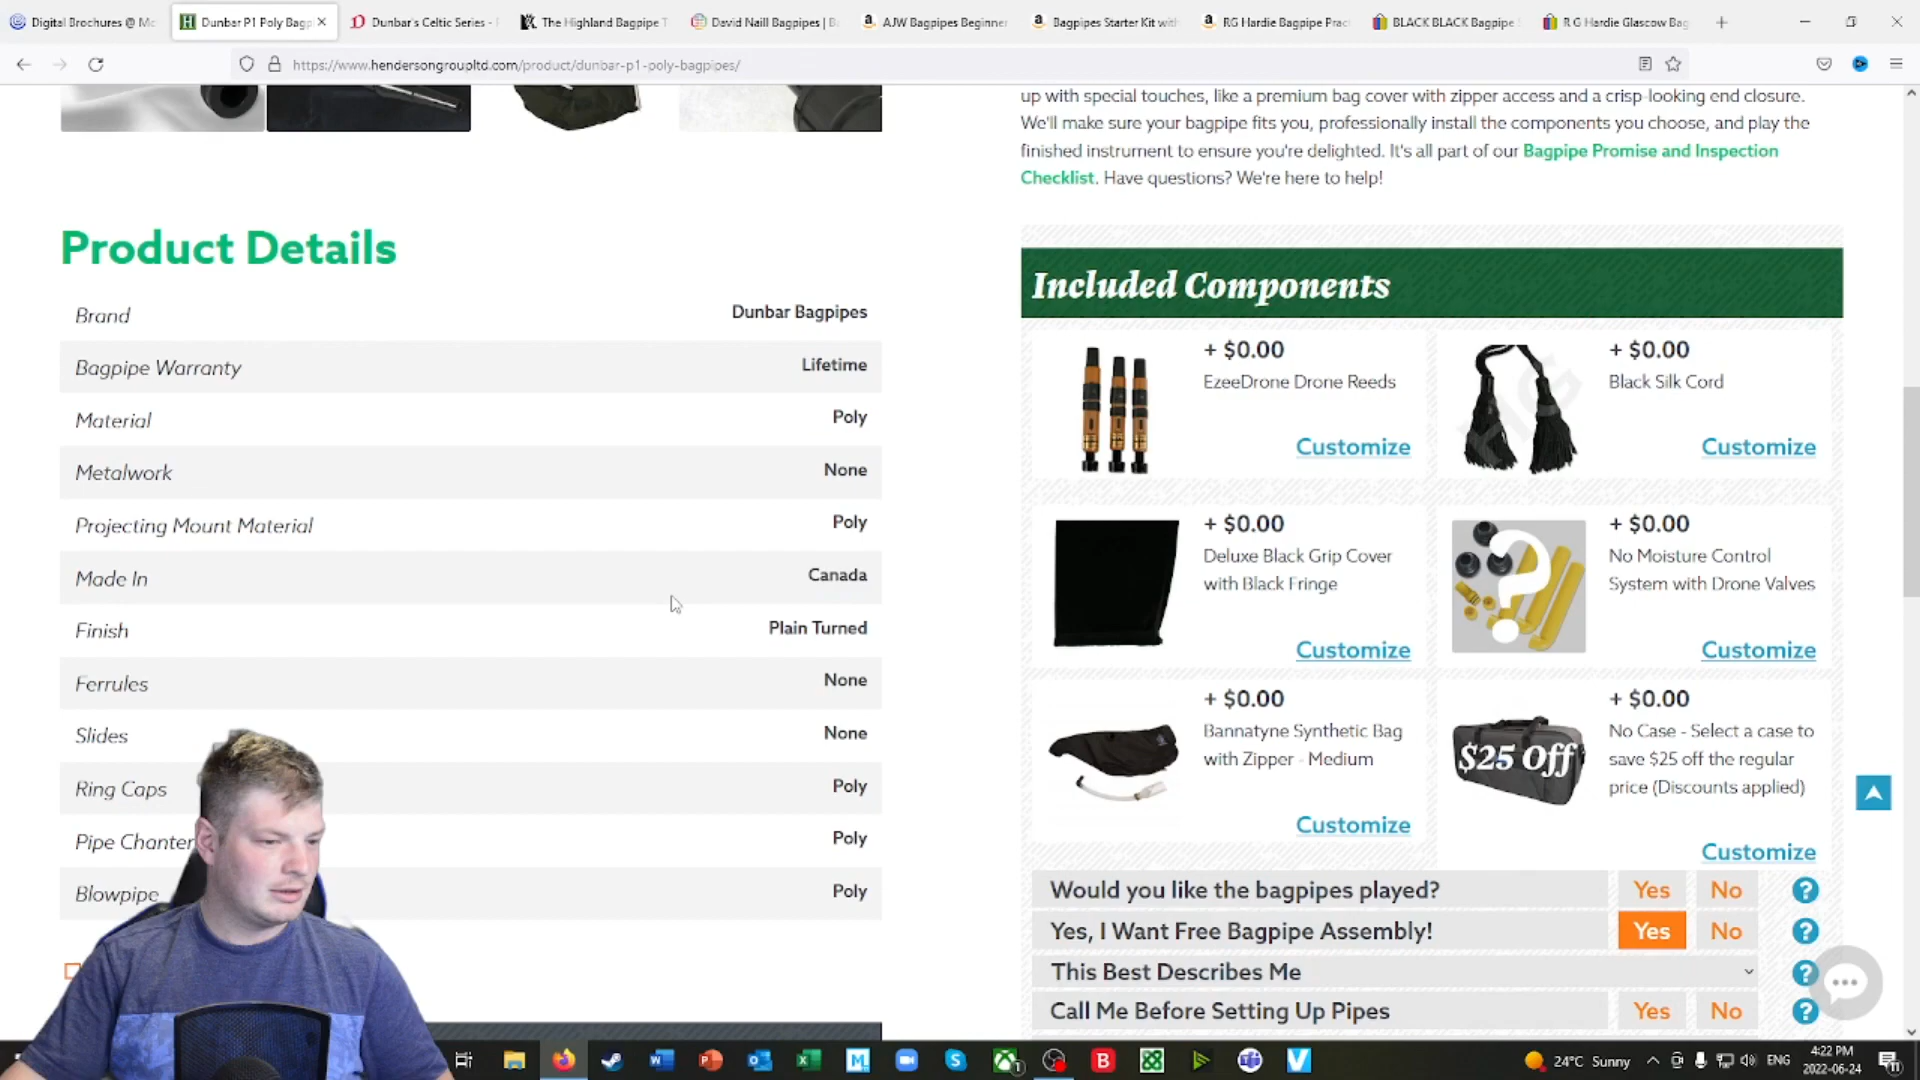 Digital Brochures @ Mc
Dunbar P1 Poly Bagp
Dunbar's Celtic Series -
The Highland Bagpipe T
David Naill Bagpipes | B
AJW Bagpipes Beginner
Bagpipes Starter Kit with
RG Hardie Bagpipe Prac
BLACK BLACK Bagpipe
R G Hardie Glascow Bag
https://www.hendersongroupltd.com/product/dunbar-p1-poly-bagpipes/
up with special touches, like a premium bag cover with zipper access and a crisp-looking end closure.
We'll make sure your bagpipe fits you, professionally install the components you choose, and play the
finished instrument to ensure you're delighted. It's all part of our Bagpipe Promise and Inspection
Checklist. Have questions? We're here to help!
Product Details
Brand Dunbar Bagpipes
Bagpipe Warranty Lifetime
Material Poly
Metalwork None
Projecting Mount Material Poly
Made In Canada
Finish Plain Turned
Ferrules None
Slides None
Ring Caps Poly
Pipe Chanter Poly
Blowpipe Poly
Included Components
+ $0.00
EzeeDrone Drone Reeds
Customize
+ $0.00
Black Silk Cord
Customize
+ $0.00
Deluxe Black Grip Cover
with Black Fringe
Customize
+ $0.00
No Moisture Control
System with Drone Valves
Customize
+ $0.00
Bannatyne Synthetic Bag
with Zipper - Medium
Customize
$25 Off
+ $0.00
No Case - Select a case to
save $25 off the regular
price (Discounts applied)
Customize
Would you like the bagpipes played? Yes No ?
Yes, I Want Free Bagpipe Assembly! Yes No ?
This Best Describes Me ?
Call Me Before Setting Up Pipes Yes No ?
24°C Sunny
ENG
4:22 PM
2022-06-24